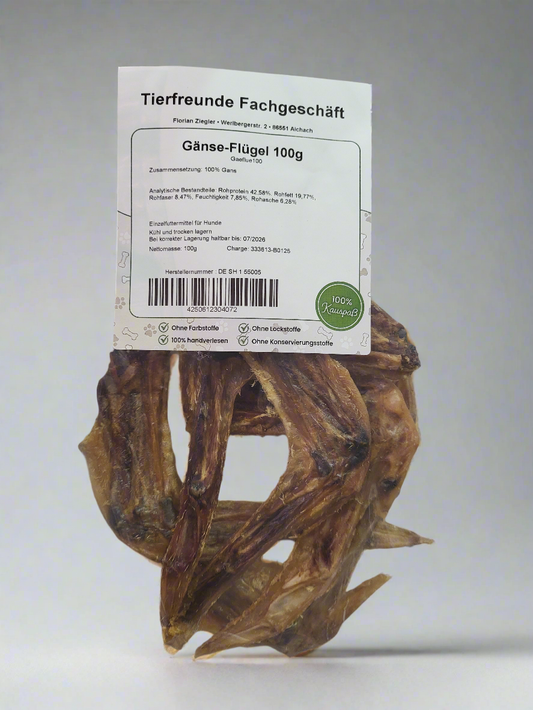 Tierfreunde Fachgeschäft
Florian Ziegler • Werlbergerstr. 2 • 86551 Aichach
Gänse-Flügel 100g
Gaeflue100
Zusammensetzung: 100% Gans
Analytische Bestandteile: Rohprotein 42,58%, Rohfett 19,77%,
Rohfaser 8,47%, Feuchtigkeit 7,85%, Rohasche 6,28%
Einzelfuttermittel für Hunde
Kühl und trocken lagern
Bei korrekter Lagerung haltbar bis: 07/2026
Nettomasse: 100g Charge: 333613-B0125
Herstellernummer : DE SH 1 55005
4250812304072
100%
Kauspaß
Ohne Farbstoffe Ohne Lockstoffe
100% handverlesen Ohne Konservierungsstoffe